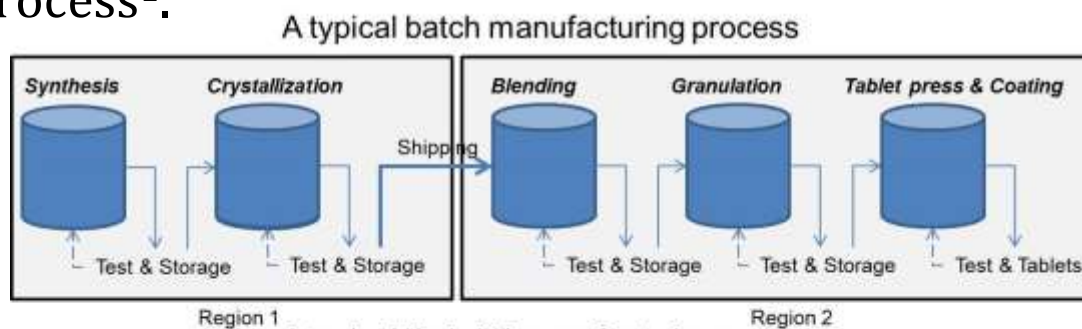 A typical batch manufacturing process
Synthesis Crystallization Blending Granulation Tablet press & Coating
Shipping
Test & Storage Test & Storage Test & Storage Test & Storage Test & Tablets
Region 1 Region 2